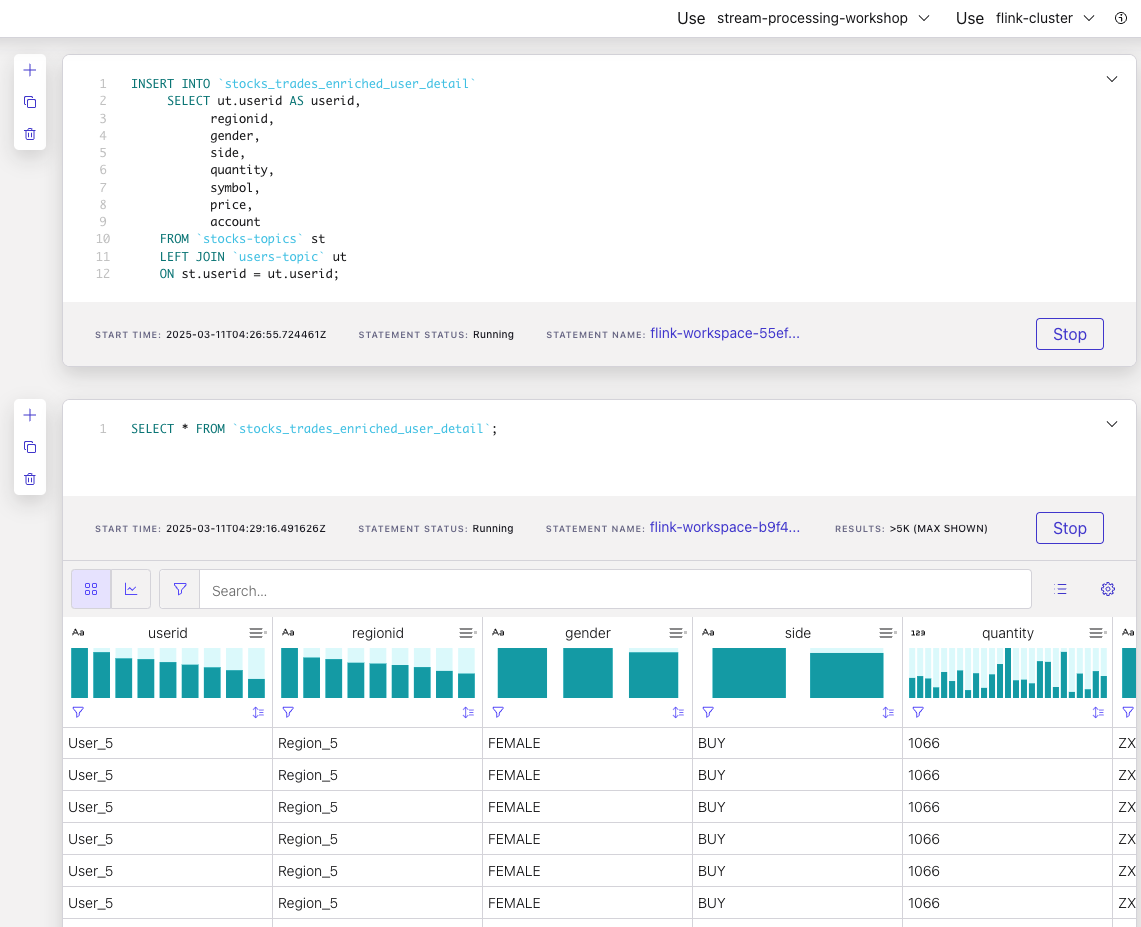 Use stream-processing-workshop Use flink-cluster
1 INSERT INTO `stocks_trades_enriched_user_detail`
2 SELECT ut.userid AS userid,
3 regionid,
4 gender,
5 side,
6 quantity,
7 symbol,
8 price,
9 account
10 FROM `stocks-topics` st
11 LEFT JOIN `users-topic` ut
12 ON st.userid = ut.userid;
START TIME: 2025-03-11T04:26:55.724461Z STATEMENT STATUS: Running STATEMENT NAME: flink-workspace-55ef... Stop
1 SELECT * FROM `stocks_trades_enriched_user_detail`;
START TIME: 2025-03-11T04:29:16.491626Z STATEMENT STATUS: Running STATEMENT NAME: flink-workspace-b9f4... RESULTS: >5K (MAX SHOWN) Stop
Search...
Aa userid Aa regionid Aa gender Aa side 123 quantity Aa
User_5 Region_5 FEMALE BUY 1066 ZX
User_5 Region_5 FEMALE BUY 1066 ZX
User_5 Region_5 FEMALE BUY 1066 ZX
User_5 Region_5 FEMALE BUY 1066 ZX
User_5 Region_5 FEMALE BUY 1066 ZX
User_5 Region_5 FEMALE BUY 1066 ZX